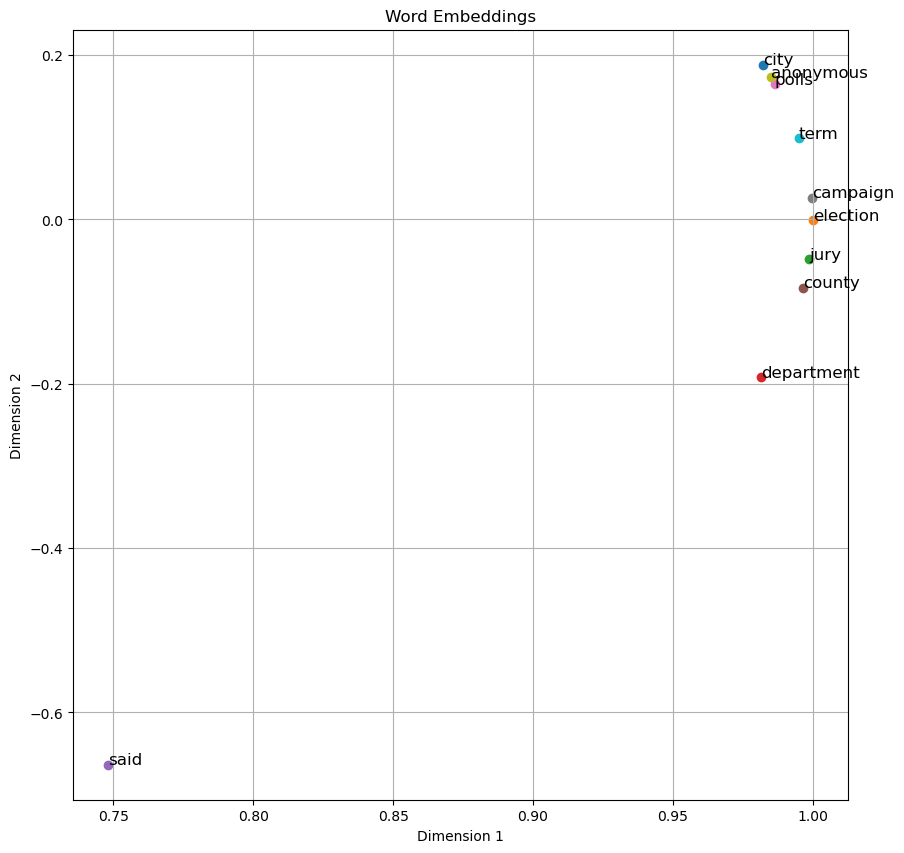 Word Embeddings
0.2
0.0
−0.2
−0.4
−0.6
Dimension 2
city
anonymous
polls
term
campaign
election
jury
county
department
said
0.75
0.80
0.85
0.90
0.95
1.00
Dimension 1